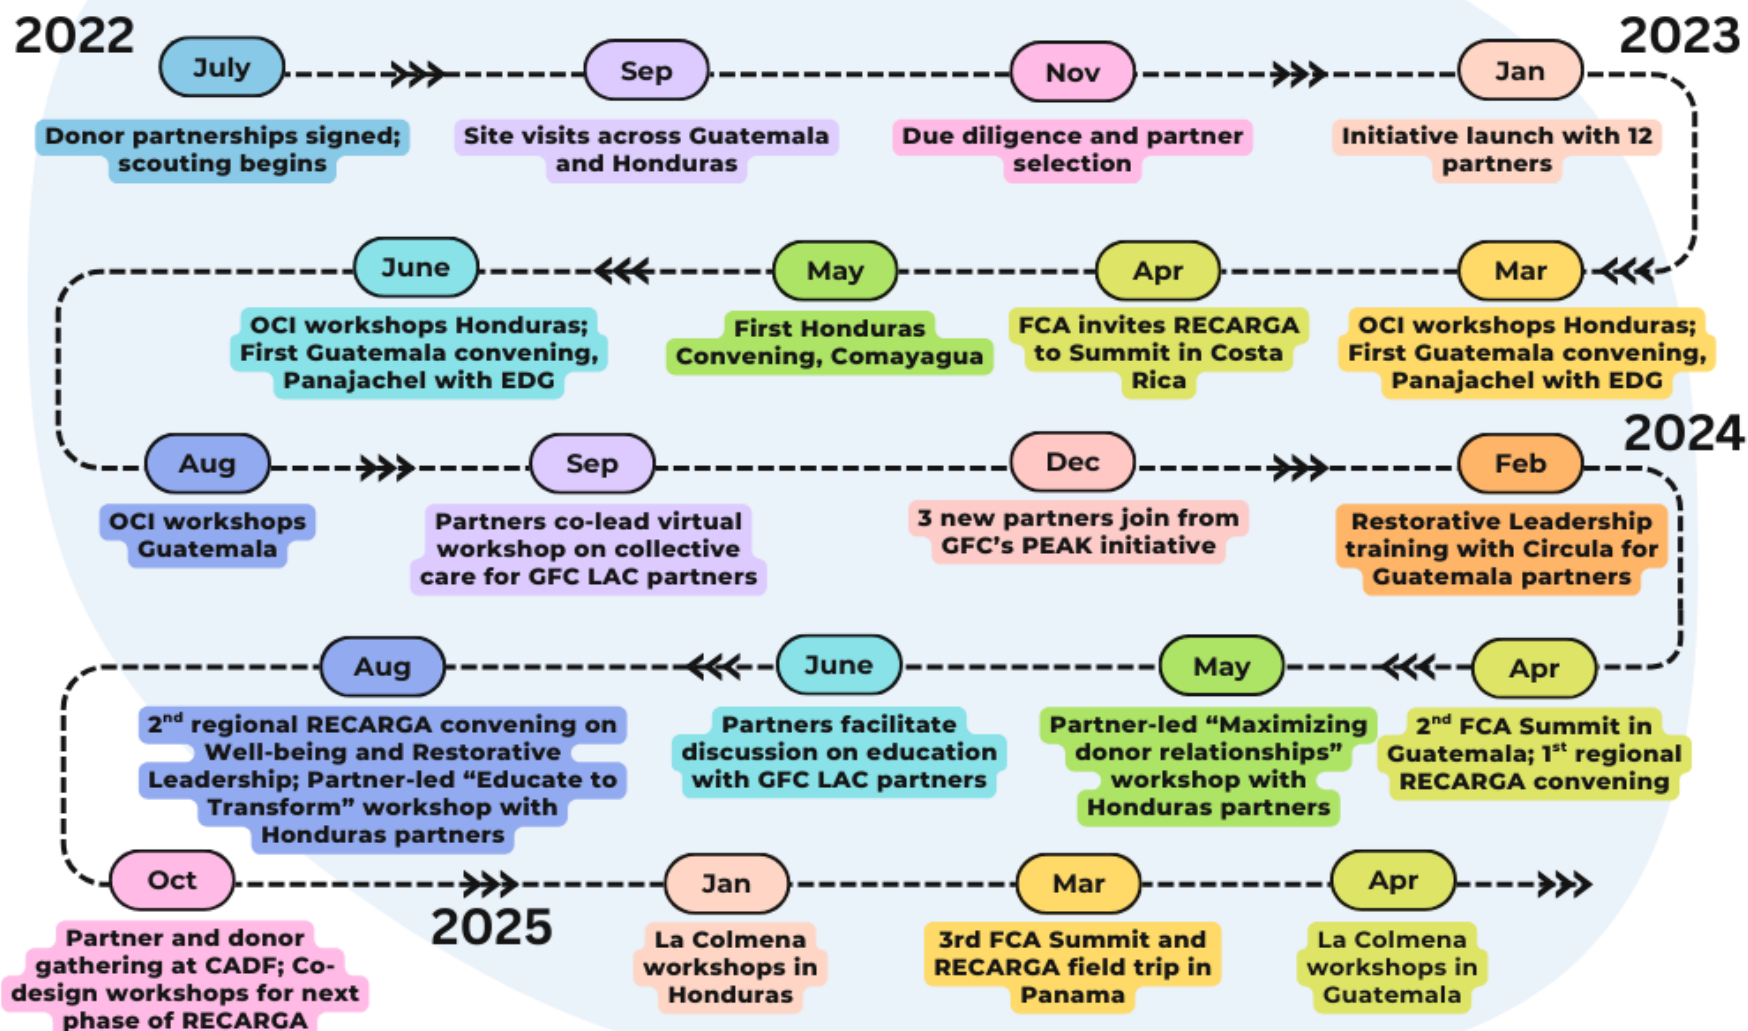 2022
July
Donor partnerships signed;
scouting begins
Sep
Site visits across Guatemala
and Honduras
Nov
Due diligence and partner
selection
2023
Jan
Initiative launch with 12
partners
Mar
OCI workshops Honduras;
First Guatemala convening,
Panajachel with EDG
Apr
FCA invites RECARGA
to Summit in Costa
Rica
May
First Honduras
Convening, Comayagua
June
OCI workshops Honduras;
First Guatemala convening,
Panajachel with EDG
Aug
OCI workshops
Guatemala
Sep
Partners co-lead virtual
workshop on collective
care for GFC LAC partners
Dec
3 new partners join from
GFC’s PEAK initiative
2024
Feb
Restorative Leadership
training with Circula for
Guatemala partners
Apr
2nd FCA Summit in
Guatemala; 1st regional
RECARGA convening
May
Partner-led “Maximizing
donor relationships”
workshop with
Honduras partners
June
Partners facilitate
discussion on education
with GFC LAC partners
Aug
2nd regional RECARGA convening on
Well-being and Restorative
Leadership; Partner-led “Educate to
Transform” workshop with
Honduras partners
Oct
Partner and donor
gathering at CADF; Co-
design workshops for next
phase of RECARGA
2025
Jan
La Colmena
workshops in
Honduras
Mar
3rd FCA Summit and
RECARGA field trip in
Panama
Apr
La Colmena
workshops in
Guatemala